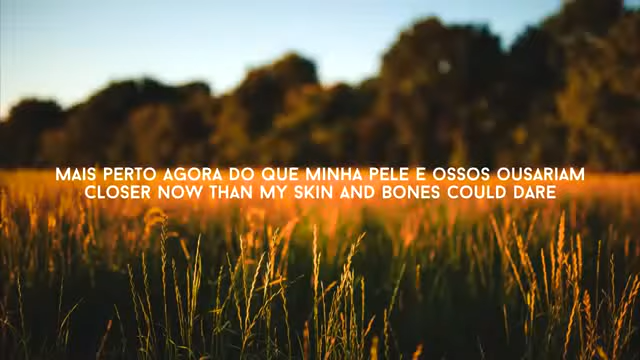 MAIS PERTO AGORA DO QUE MINHA PELE E OSSOS OUSARIAM
CLOSER NOW THAN MY SKIN AND BONES COULD DARE